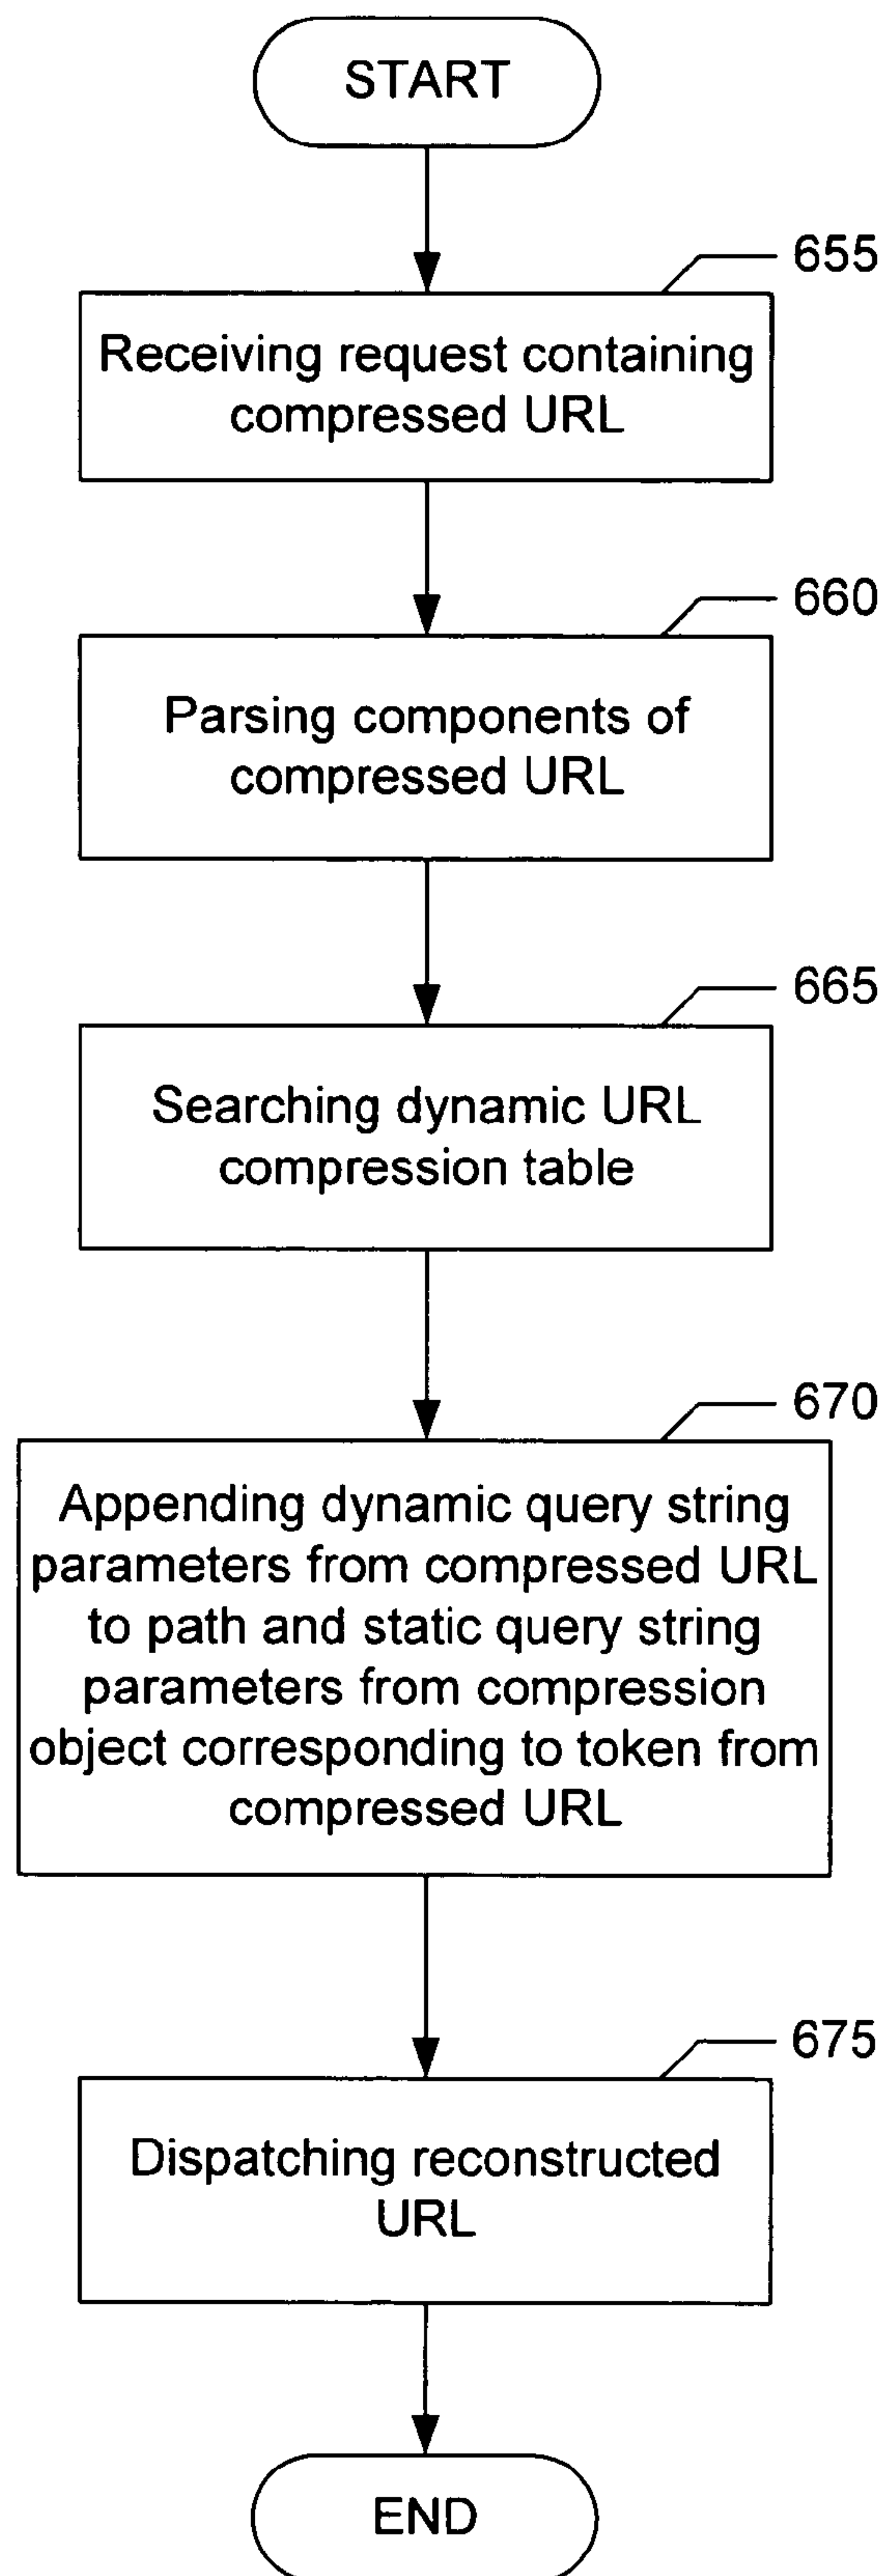 START
655
Receiving request containing
compressed URL
660
Parsing components of
compressed URL
665
Searching dynamic URL
compression table
670
Appending dynamic query string
parameters from compressed URL
to path and static query string
parameters from compression
object corresponding to token from
compressed URL
675
Dispatching reconstructed
URL
END